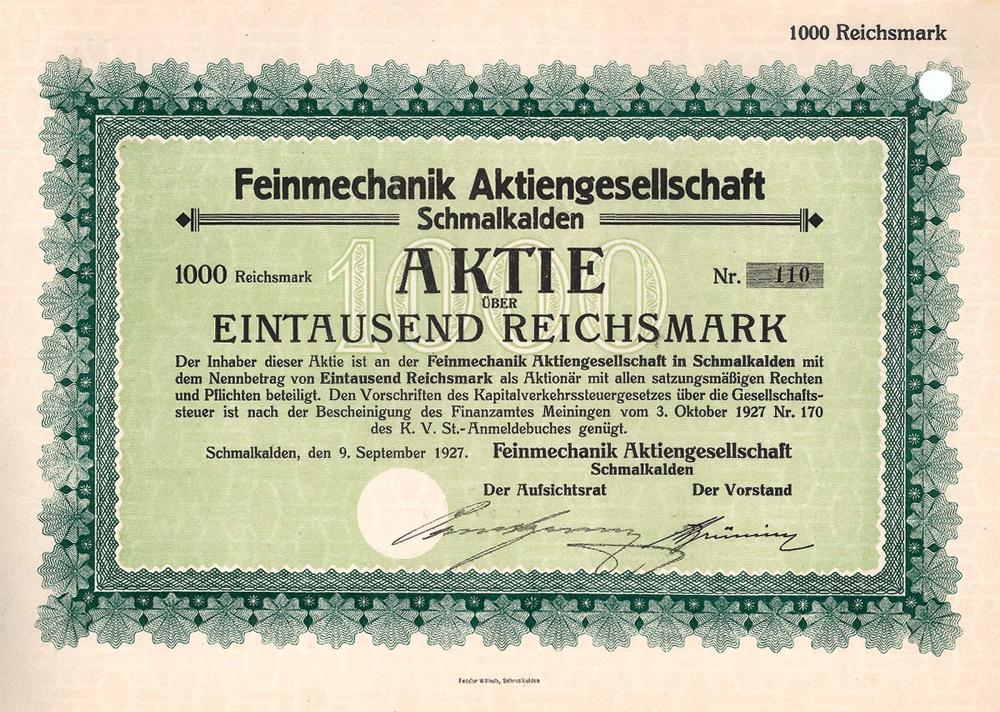 1000 Reichsmark
Feinmechanik Aktiengesellschaft
Schmalkalden
1000
AKTIE
1000 Reichsmark
Nr. 110
ÜBER
EINTAUSEND REICHSMARK
Der Inhaber dieser Aktie ist an der Feinmechanik Aktiengesellschaft in Schmalkalden mit
dem Nennbetrag von Eintausend Reichsmark als Aktionär mit allen satzungsmäßigen Rechten
und Pflichten beteiligt. Den Vorschriften des Kapitalverkehrssteuergesetzes über die Gesellschafts-
steuer ist nach der Bescheinigung des Finanzamtes Meiningen vom 3. Oktober 1927 Nr. 170
des K. V. St.-Anmeldebuches genügt.
Schmalkalden, den 9. September 1927.
Feinmechanik Aktiengesellschaft
Schmalkalden
Der Aufsichtsrat
Der Vorstand
Feodor Willisch, Schmalkalden